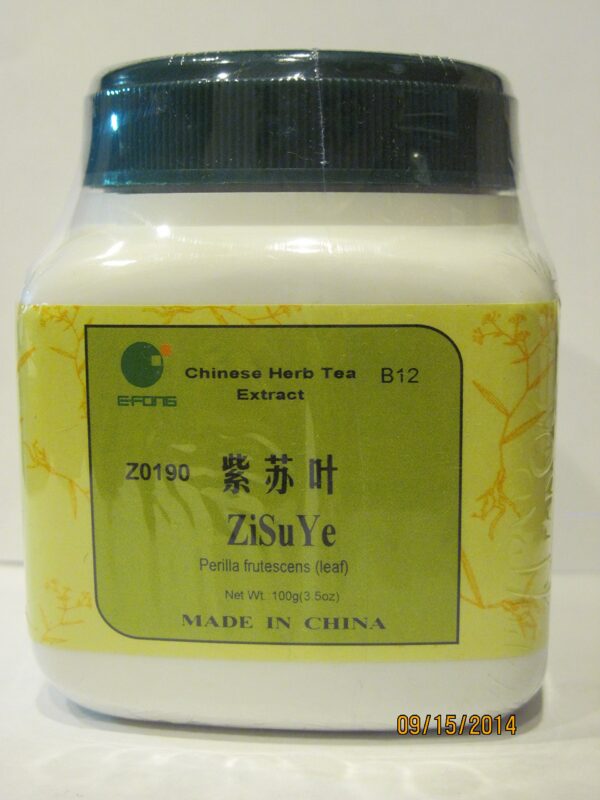 Chinese Herb Tea B12
Extract
E-FONG
Z0190 紫苏叶
ZiSuYe
Perilla frutescens (leaf)
Net Wt. 100g(3.5oz)
MADE IN CHINA
09/15/2014